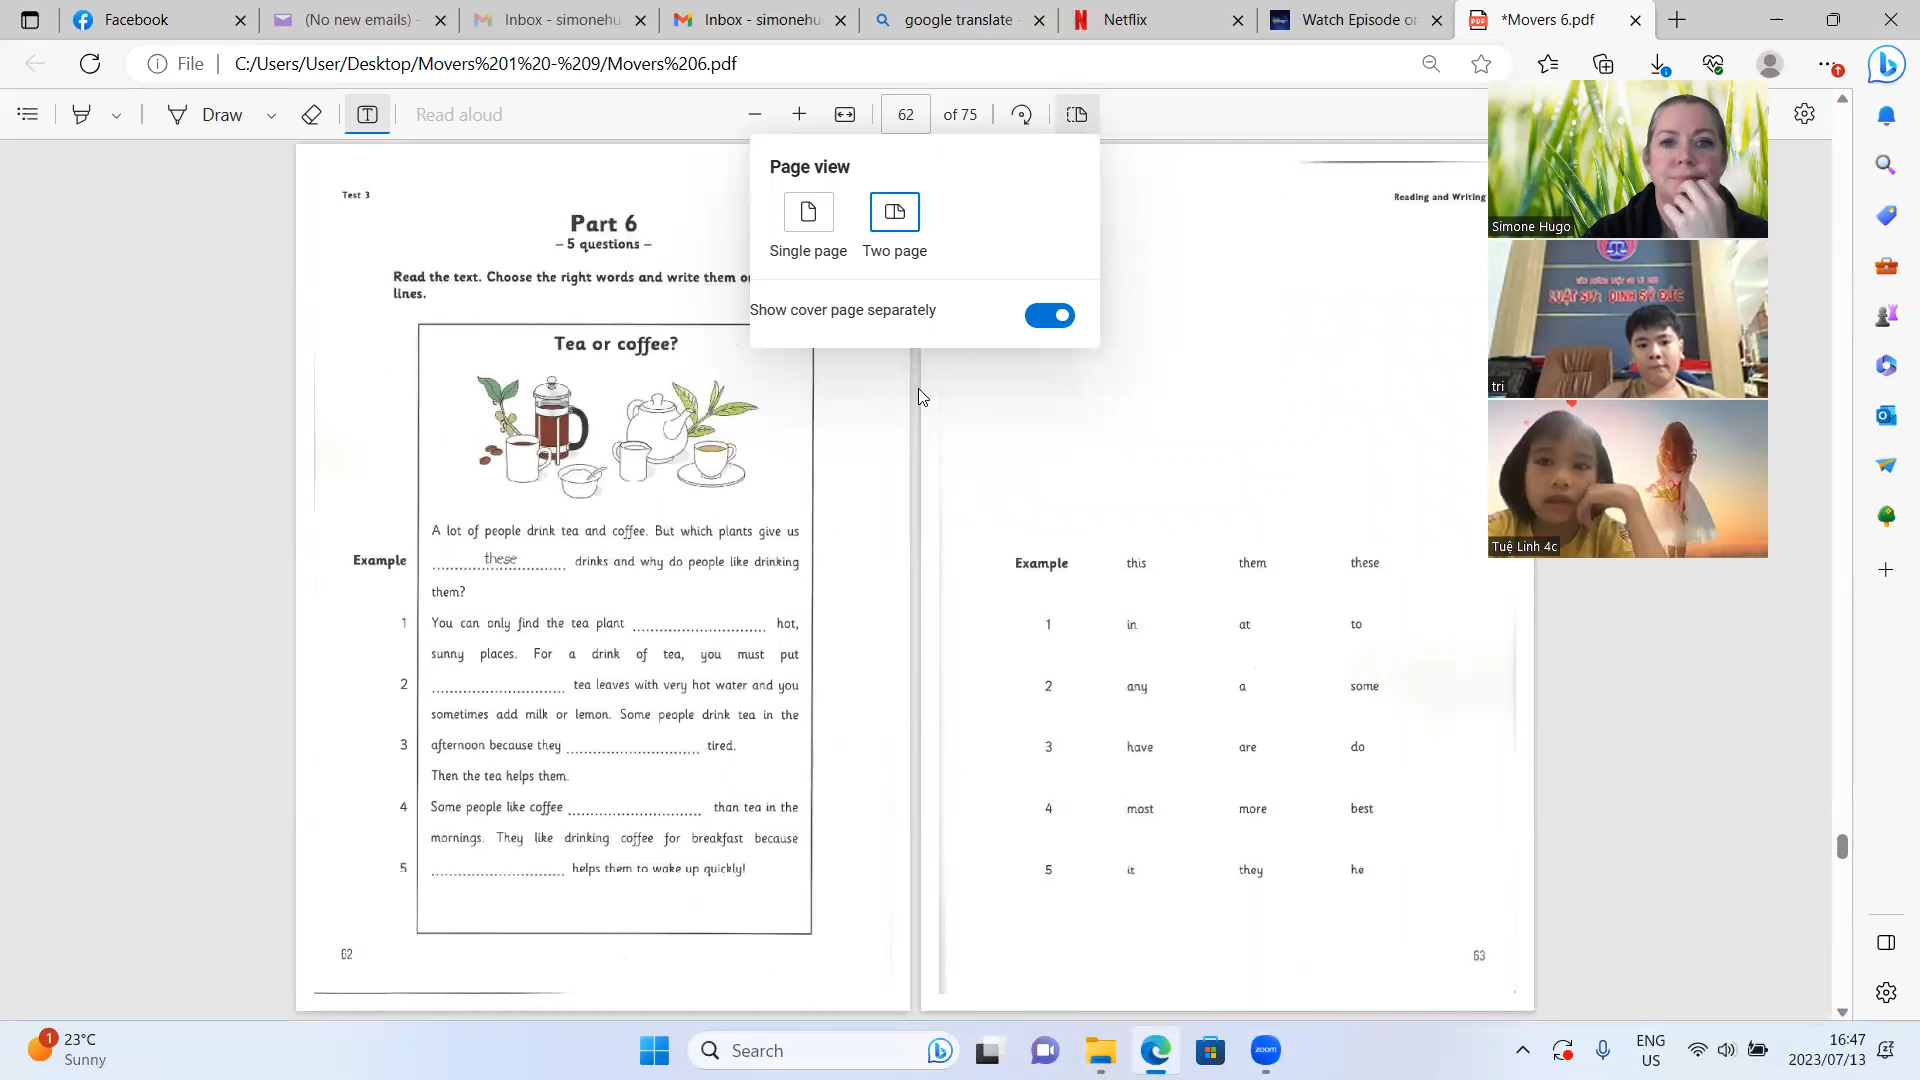 Facebook
(No new emails) -
Inbox - simonehu
Inbox - simonehu
google translate -
Netflix
Watch Episode or
*Movers 6.pdf
File
C:/Users/User/Desktop/Movers%201%20-%209/Movers%206.pdf
Draw
Read aloud
62 of 75
Page view
Single page
Two page
Show cover page separately
Test 3
Part 6
– 5 questions –
Read the text. Choose the right words and write them
lines.
Tea or coffee?
A lot of people drink tea and coffee. But which plants give us
Example these drinks and why do people like drinking
them?
1 You can only find the tea plant hot,
sunny places. For a drink of tea, you must put
2 tea leaves with very hot water and you
sometimes add milk or lemon. Some people drink tea in the
3 afternoon because they tired.
Then the tea helps them.
4 Some people like coffee than tea in the
mornings. They like drinking coffee for breakfast because
5 helps them to wake up quickly!
62
Reading and Writing
Example this them these
1 in at to
2 any a some
3 have are do
4 most more best
5 it they he
63
Simone Hugo
LUẬT SƯ: ĐINH SỸ ĐỨC
tri
Tuệ Linh 4c
1
23°C
Sunny
Search
zoom
ENG
US
16:47
2023/07/13